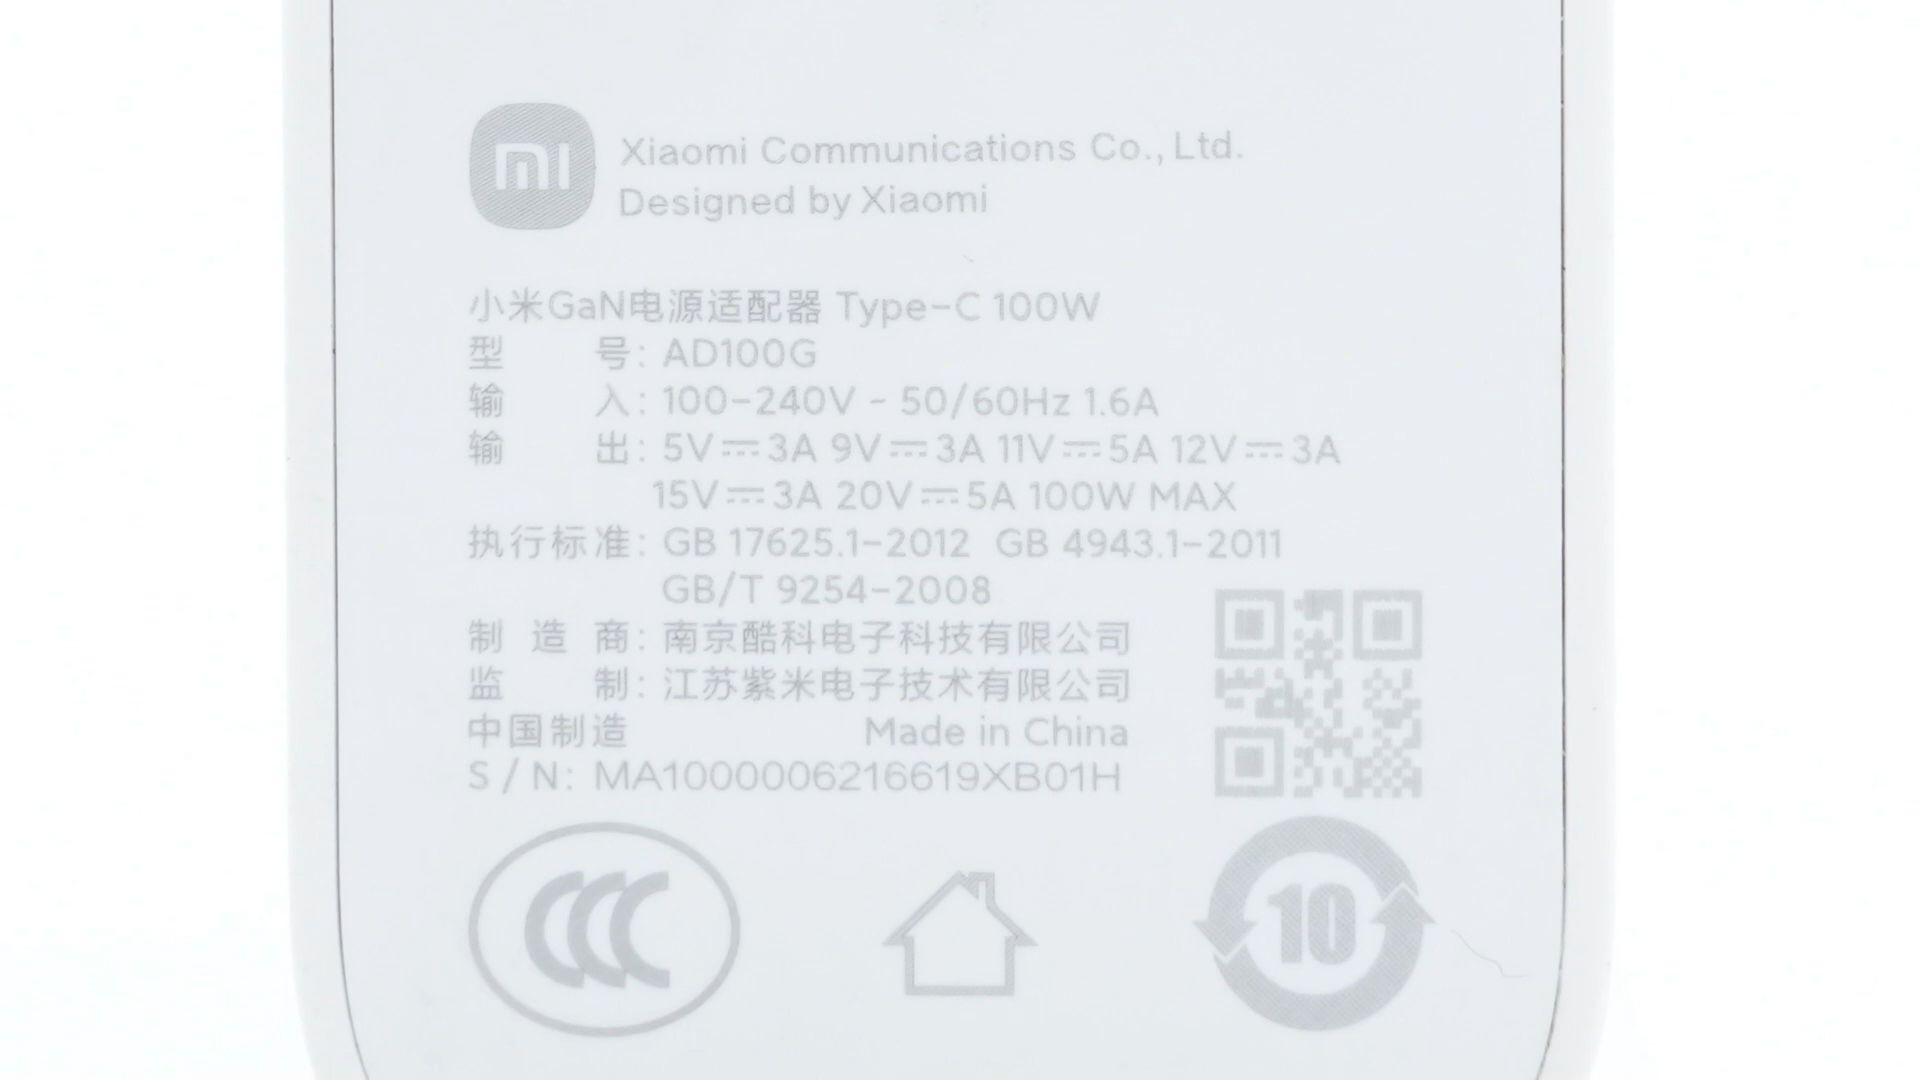 mi
Xiaomi Communications Co., Ltd.
Designed by Xiaomi
小米GaN电源适配器 Type-C 100W
型号: AD100G
输入: 100-240V ~ 50/60Hz 1.6A
输出: 5V⎓3A 9V⎓3A 11V⎓5A 12V⎓3A
15V⎓3A 20V⎓5A 100W MAX
执行标准: GB 17625.1-2012 GB 4943.1-2011
GB/T 9254-2008
制造商: 南京酷科电子科技有限公司
监制: 江苏紫米电子技术有限公司
中国制造 Made in China
S/N: MA1000006216619XB01H
CCC
10